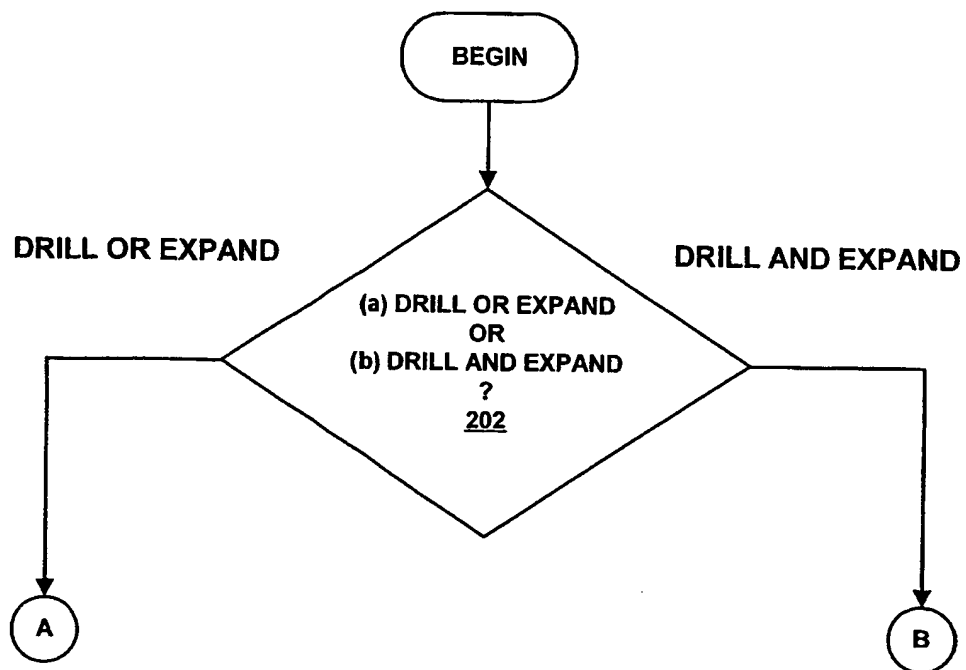 BEGIN
DRILL OR EXPAND
DRILL AND EXPAND
(a) DRILL OR EXPAND
OR
(b) DRILL AND EXPAND
?
202
A
B